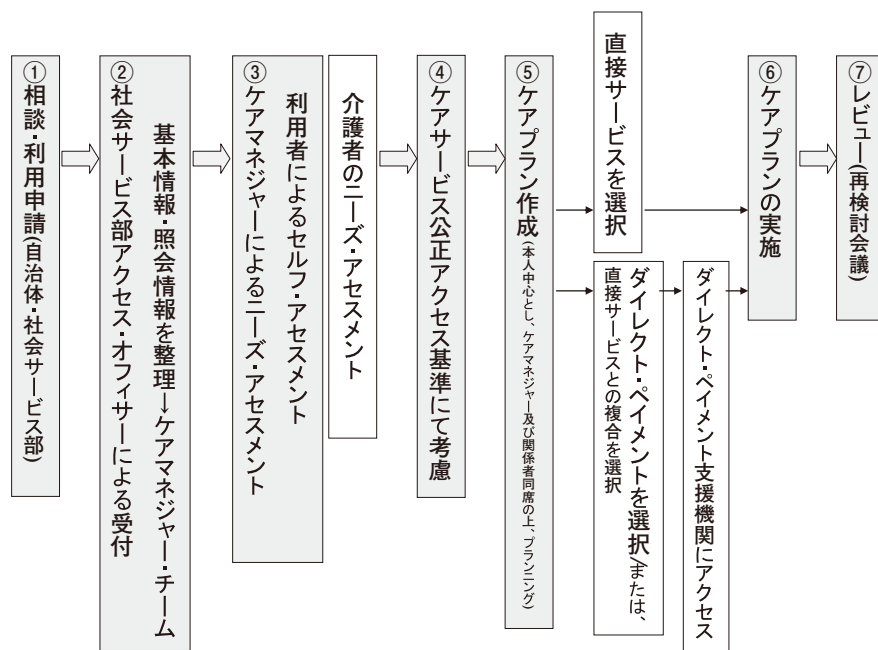 ①相談・利用申請(自治体・社会サービス部)
②社会サービス部アクセス・オフィサーによる受付
基本情報・照会情報を整理→ケアマネジャー・チーム
③ケアマネジャーによるニーズ・アセスメント
利用者によるセルフ・アセスメント
介護者のニーズ・アセスメント
④ケアサービス公正アクセス基準にて考慮
⑤ケアプラン作成(本人中心とし、ケアマネジャー及び関係者同席の上、プランニング)
直接サービスを選択
ダイレクト・ペイメントを選択/または、
直接サービスとの複合を選択
ダイレクト・ペイメント支援機関にアクセス
⑥ケアプランの実施
⑦レビュー(再検討会議)